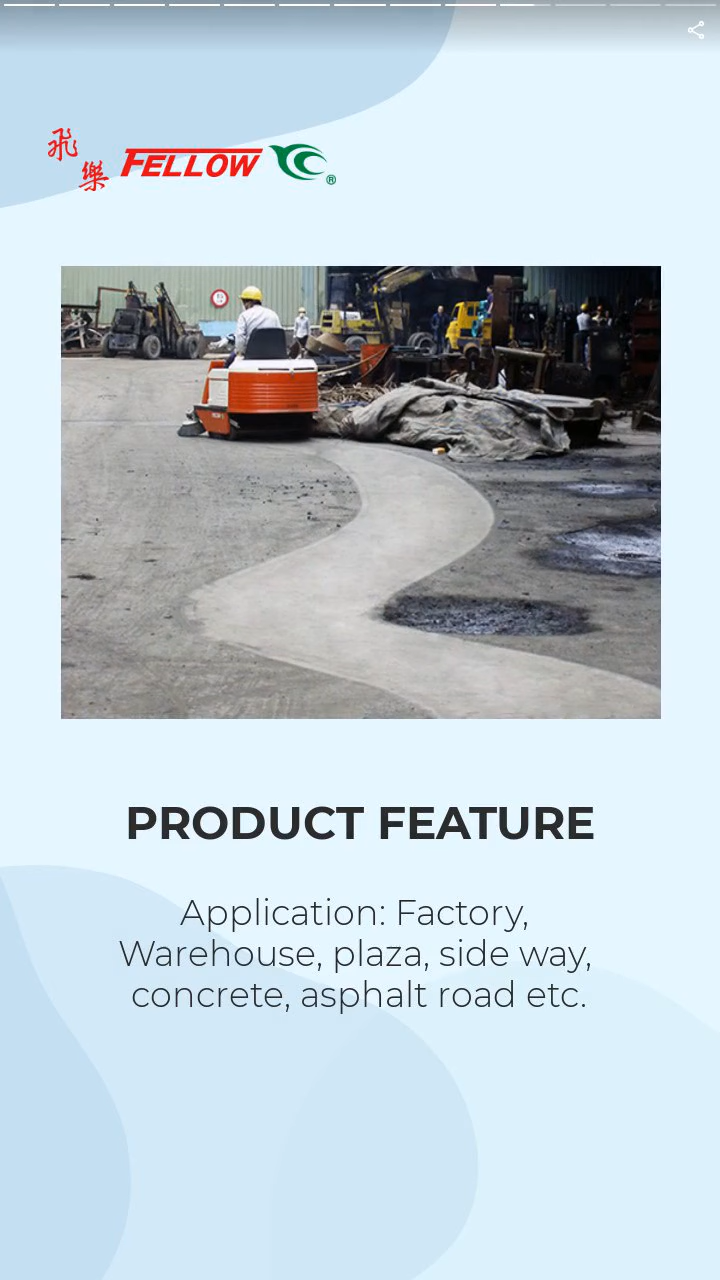 飛樂 FELLOW ®
PRODUCT FEATURE
Application: Factory,
Warehouse, plaza, side way,
concrete, asphalt road etc.